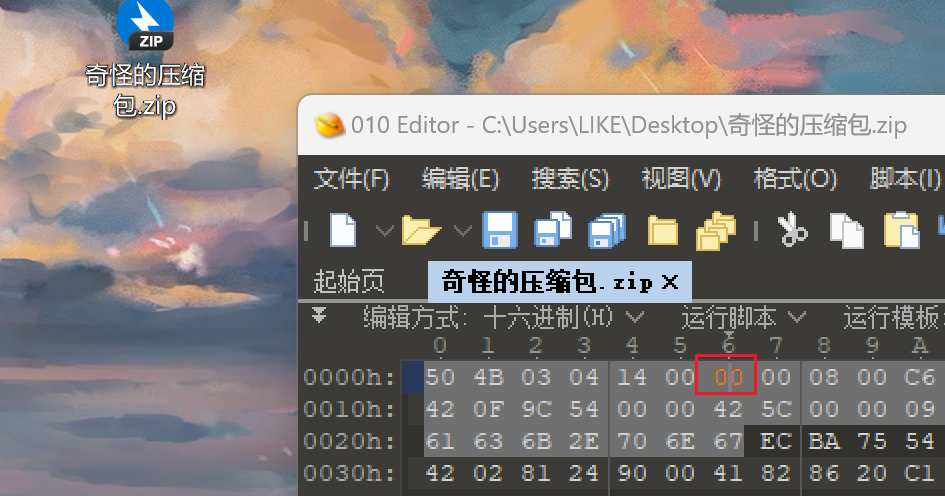 ZIP
奇怪的压缩
包.zip
010 Editor - C:\Users\LIKE\Desktop\奇怪的压缩包.zip
文件(F) 编辑(E) 搜索(S) 视图(V) 格式(O) 脚本(I)
起始页 奇怪的压缩包.zip ×
编辑方式: 十六进制(H) 运行脚本 运行模板
0 1 2 3 4 5 6 7 8 9 A
0000h: 50 4B 03 04 14 00 00 00 08 00 C6
0010h: 42 0F 9C 54 00 00 42 5C 00 00 09
0020h: 61 63 6B 2E 70 6E 67 EC BA 75 54
0030h: 42 02 81 24 90 00 41 82 86 20 C1